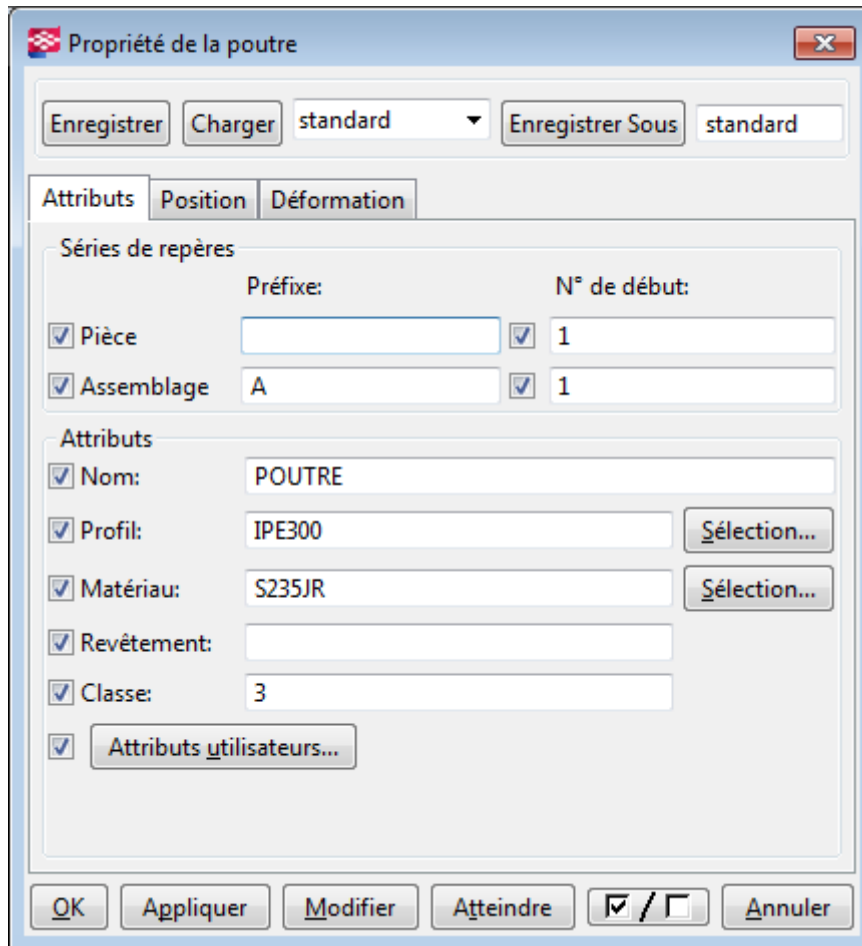 Propriété de la poutre
Enregistrer Charger standard Enregistrer Sous standard
Attributs Position Déformation
Séries de repères
Préfixe: N° de début:
Pièce 1
Assemblage A 1
Attributs
Nom: POUTRE
Profil: IPE300 Sélection...
Matériau: S235JR Sélection...
Revêtement:
Classe: 3
Attributs utilisateurs...
OK Appliquer Modifier Atteindre / Annuler